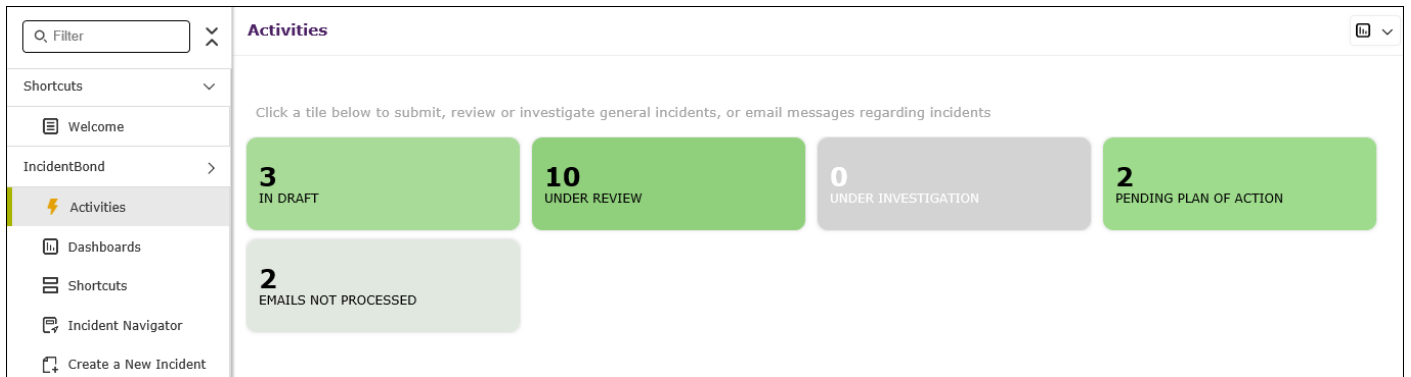 Filter
Shortcuts
Welcome
IncidentBond
Activities
Dashboards
Shortcuts
Incident Navigator
Create a New Incident
Activities
Click a tile below to submit, review or investigate general incidents, or email messages regarding incidents
3
IN DRAFT
10
UNDER REVIEW
0
UNDER INVESTIGATION
2
PENDING PLAN OF ACTION
2
EMAILS NOT PROCESSED